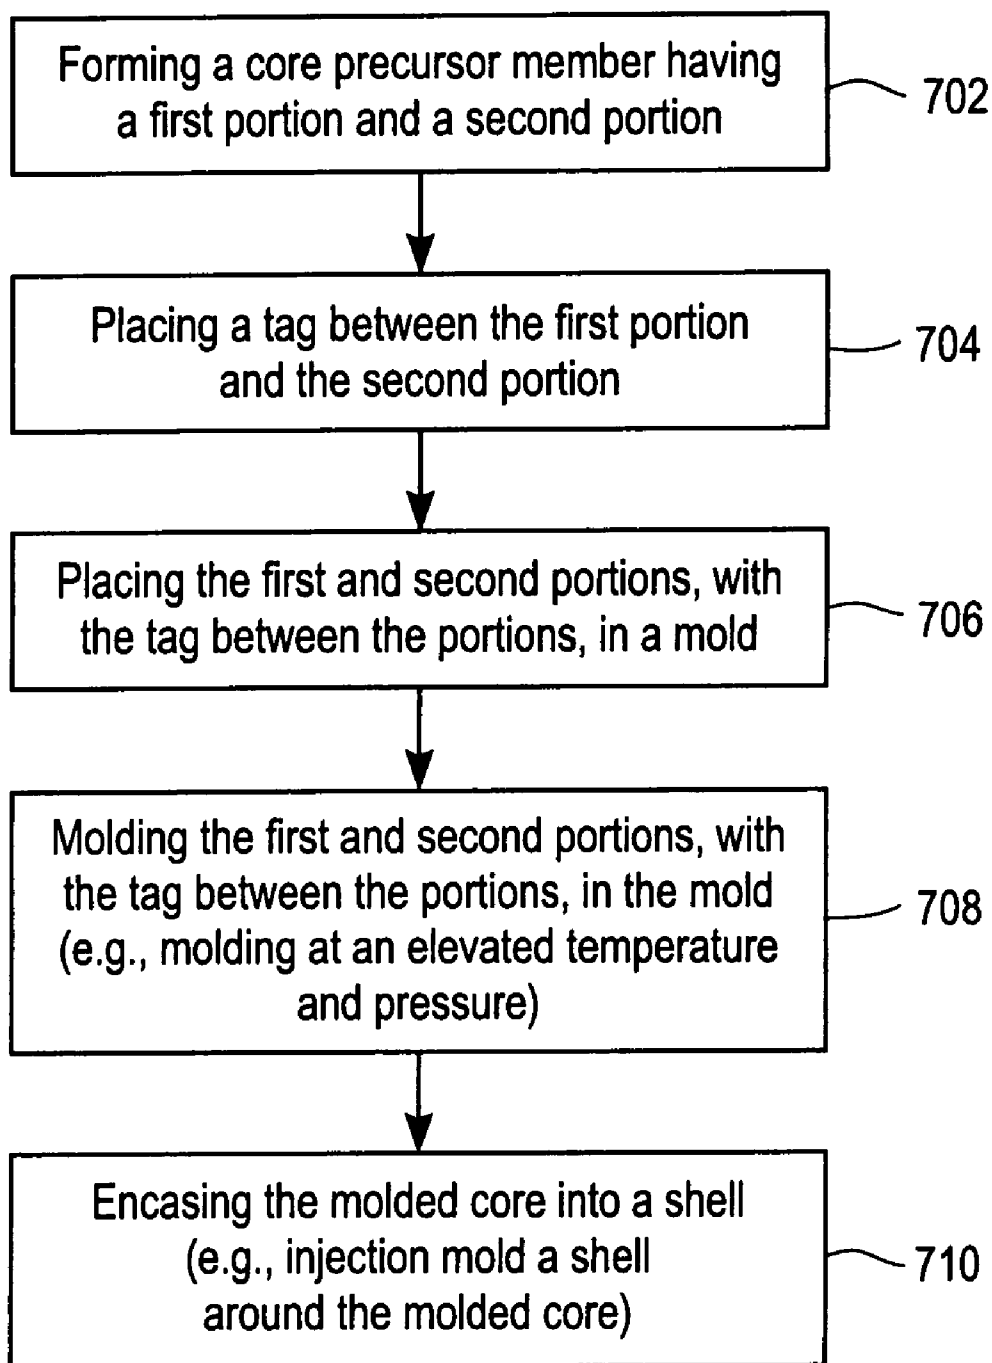 Forming a core precursor member having
a first portion and a second portion
702
Placing a tag between the first portion
and the second portion
704
Placing the first and second portions, with
the tag between the portions, in a mold
706
Molding the first and second portions, with
the tag between the portions, in the mold
(e.g., molding at an elevated temperature
and pressure)
708
Encasing the molded core into a shell
(e.g., injection mold a shell
around the molded core)
710